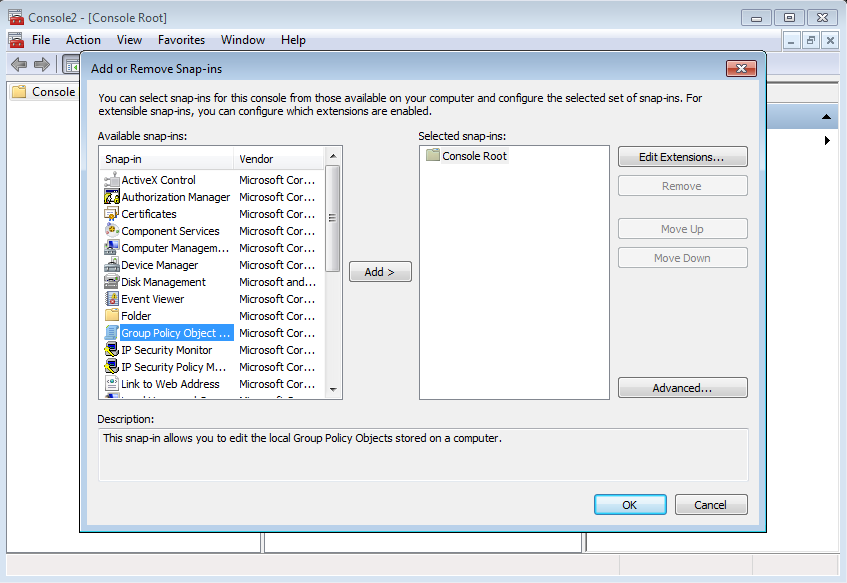 Console2 - [Console Root]
File Action View Favorites Window Help
Console
Add or Remove Snap-ins
You can select snap-ins for this console from those available on your computer and configure the selected set of snap-ins. For
extensible snap-ins, you can configure which extensions are enabled.
Available snap-ins:
Selected snap-ins:
Snap-in Vendor
ActiveX Control Microsoft Cor...
Authorization Manager Microsoft Cor...
Certificates Microsoft Cor...
Component Services Microsoft Cor...
Computer Managem... Microsoft Cor...
Device Manager Microsoft Cor...
Disk Management Microsoft and...
Event Viewer Microsoft Cor...
Folder Microsoft Cor...
Group Policy Object ... Microsoft Cor...
IP Security Monitor Microsoft Cor...
IP Security Policy M... Microsoft Cor...
Link to Web Address Microsoft Cor...
Add >
Console Root
Edit Extensions...
Remove
Move Up
Move Down
Advanced...
Description:
This snap-in allows you to edit the local Group Policy Objects stored on a computer.
OK
Cancel